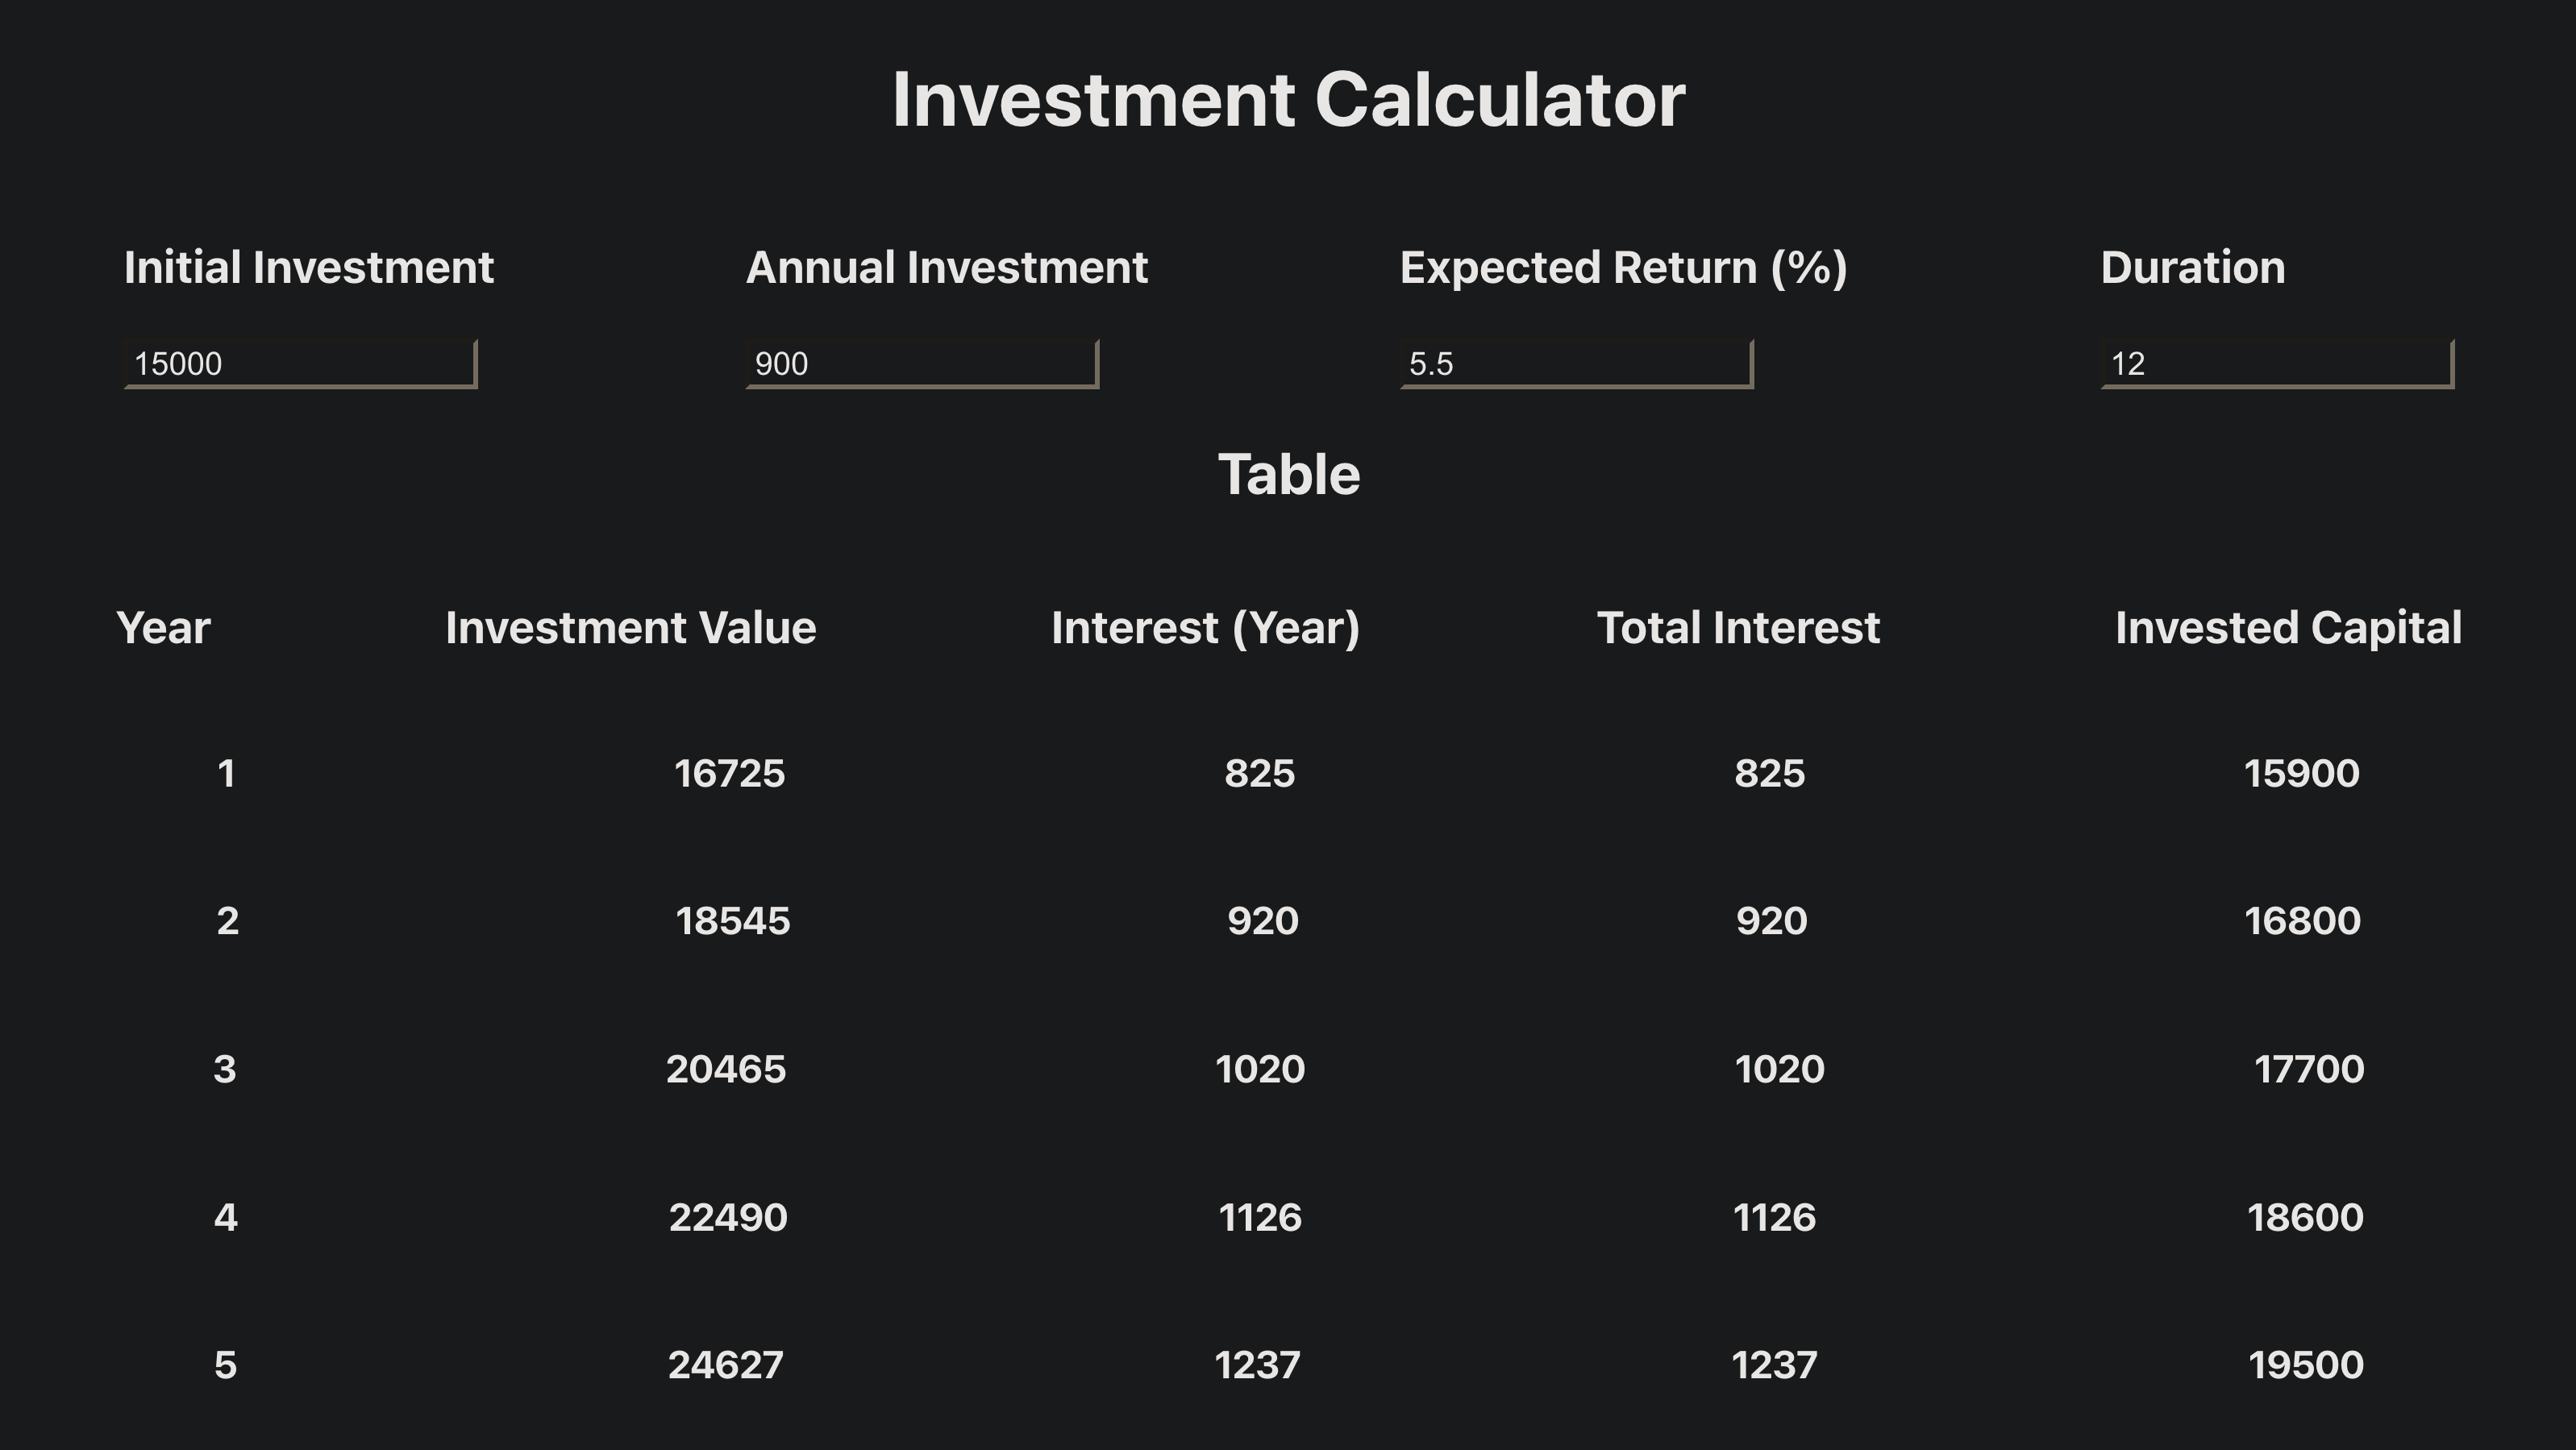 Investment Calculator
Initial Investment Annual Investment Expected Return (%) Duration
15000 900 5.5 12
Table
Year Investment Value Interest (Year) Total Interest Invested Capital
1 16725 825 825 15900
2 18545 920 920 16800
3 20465 1020 1020 17700
4 22490 1126 1126 18600
5 24627 1237 1237 19500